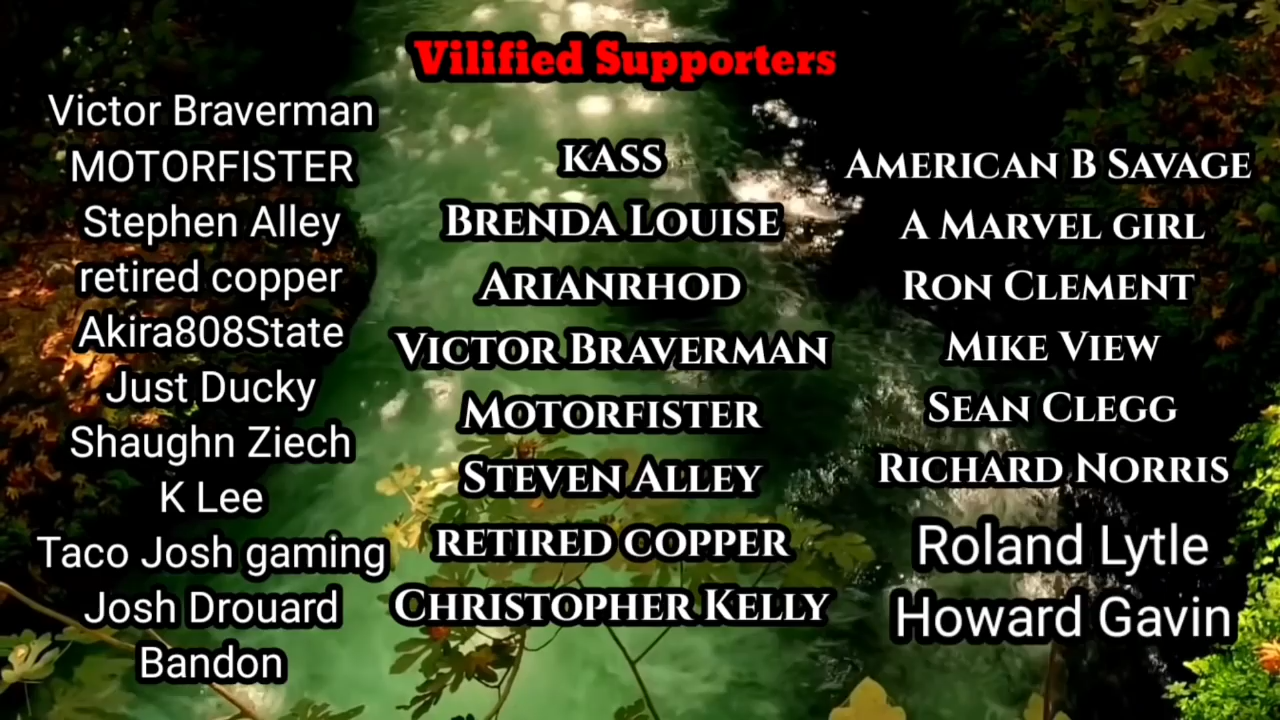 Vilified Supporters
Victor Braverman
MOTORFISTER
Stephen Alley
retired copper
Akira808State
Just Ducky
Shaughn Ziech
K Lee
Taco Josh gaming
Josh Drouard
Bandon
KASS
BRENDA LOUISE
ARIANRHOD
VICTOR BRAVERMAN
MOTORFISTER
STEVEN ALLEY
RETIRED COPPER
CHRISTOPHER KELLY
AMERICAN B SAVAGE
A MARVEL GIRL
RON CLEMENT
MIKE VIEW
SEAN CLEGG
RICHARD NORRIS
Roland Lytle
Howard Gavin